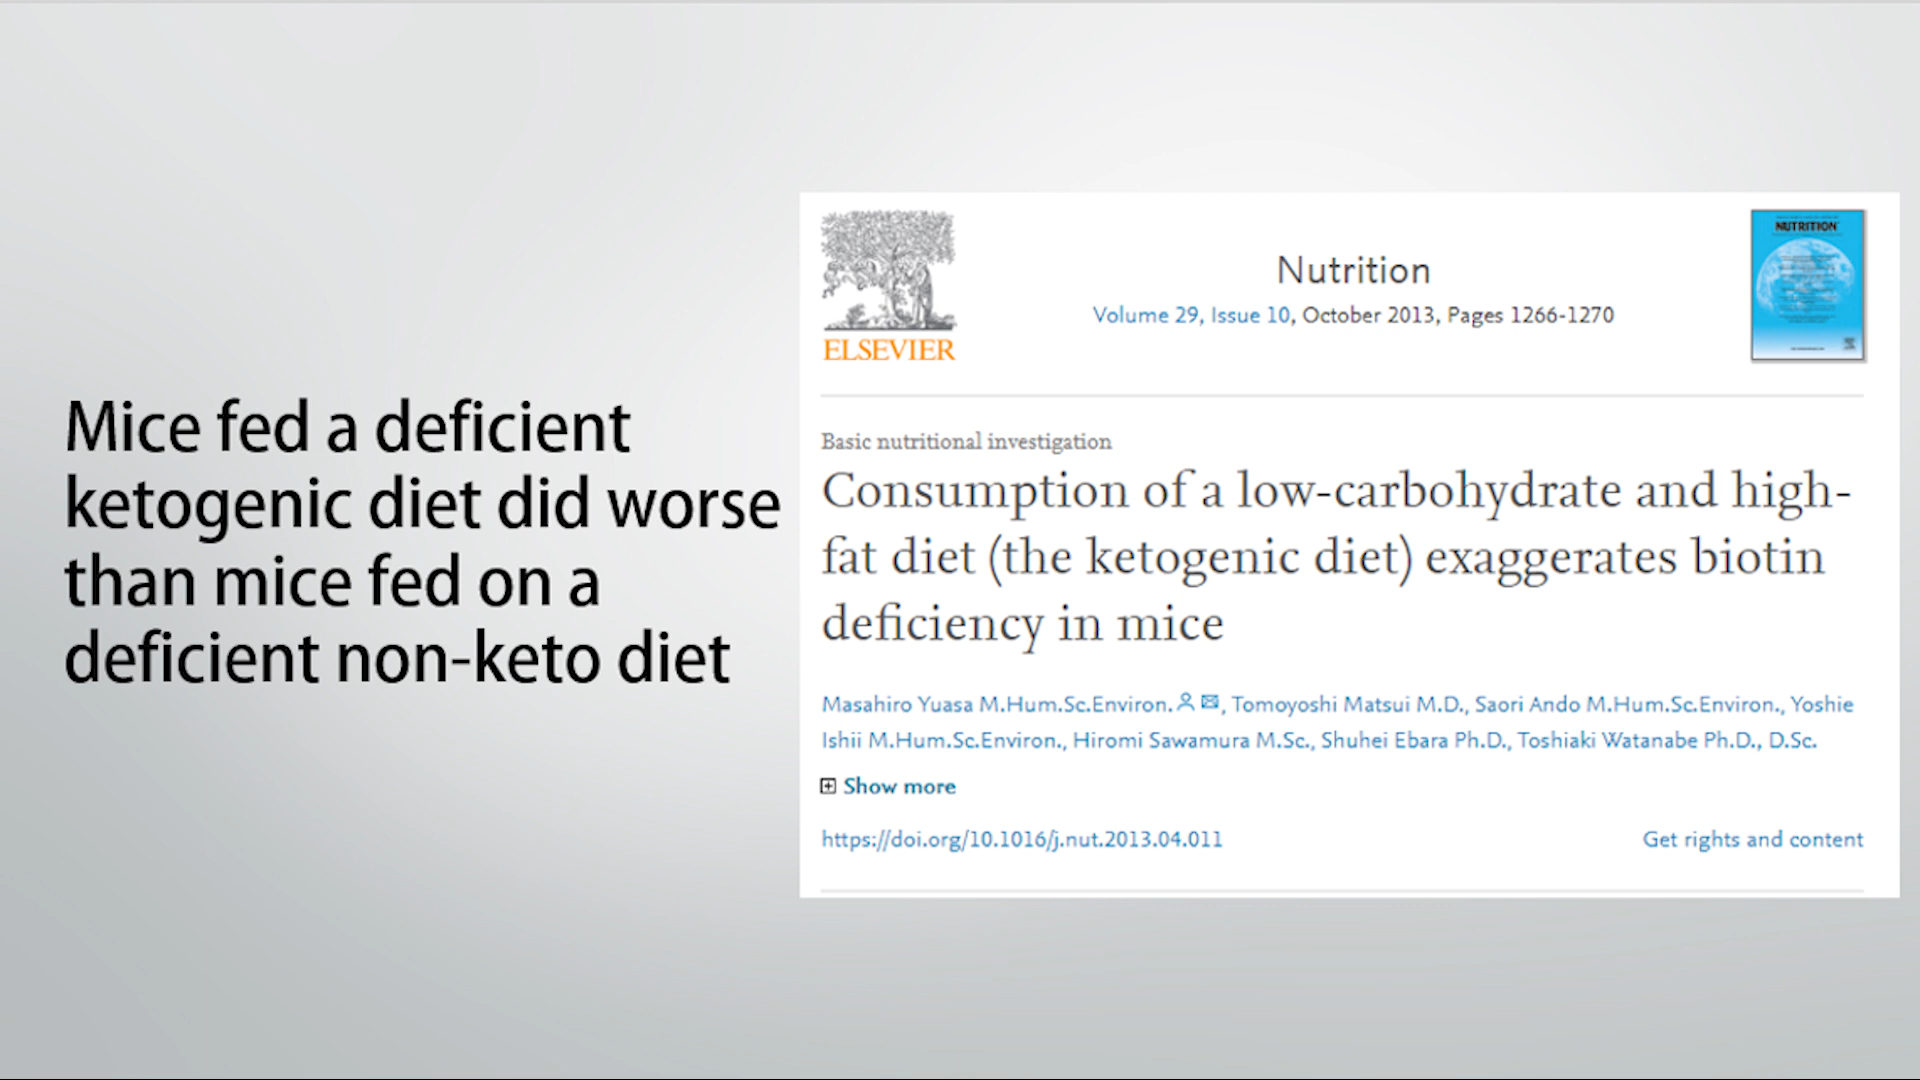 Mice fed a deficient
ketogenic diet did worse
than mice fed on a
deficient non-keto diet
ELSEVIER
Nutrition
Volume 29, Issue 10, October 2013, Pages 1266-1270
NUTRITION
Basic nutritional investigation
Consumption of a low-carbohydrate and high-
fat diet (the ketogenic diet) exaggerates biotin
deficiency in mice
Masahiro Yuasa M.Hum.Sc.Environ. , Tomoyoshi Matsui M.D., Saori Ando M.Hum.Sc.Environ., Yoshie
Ishii M.Hum.Sc.Environ., Hiromi Sawamura M.Sc., Shuhei Ebara Ph.D., Toshiaki Watanabe Ph.D., D.Sc.
Show more
https://doi.org/10.1016/j.nut.2013.04.011
Get rights and content